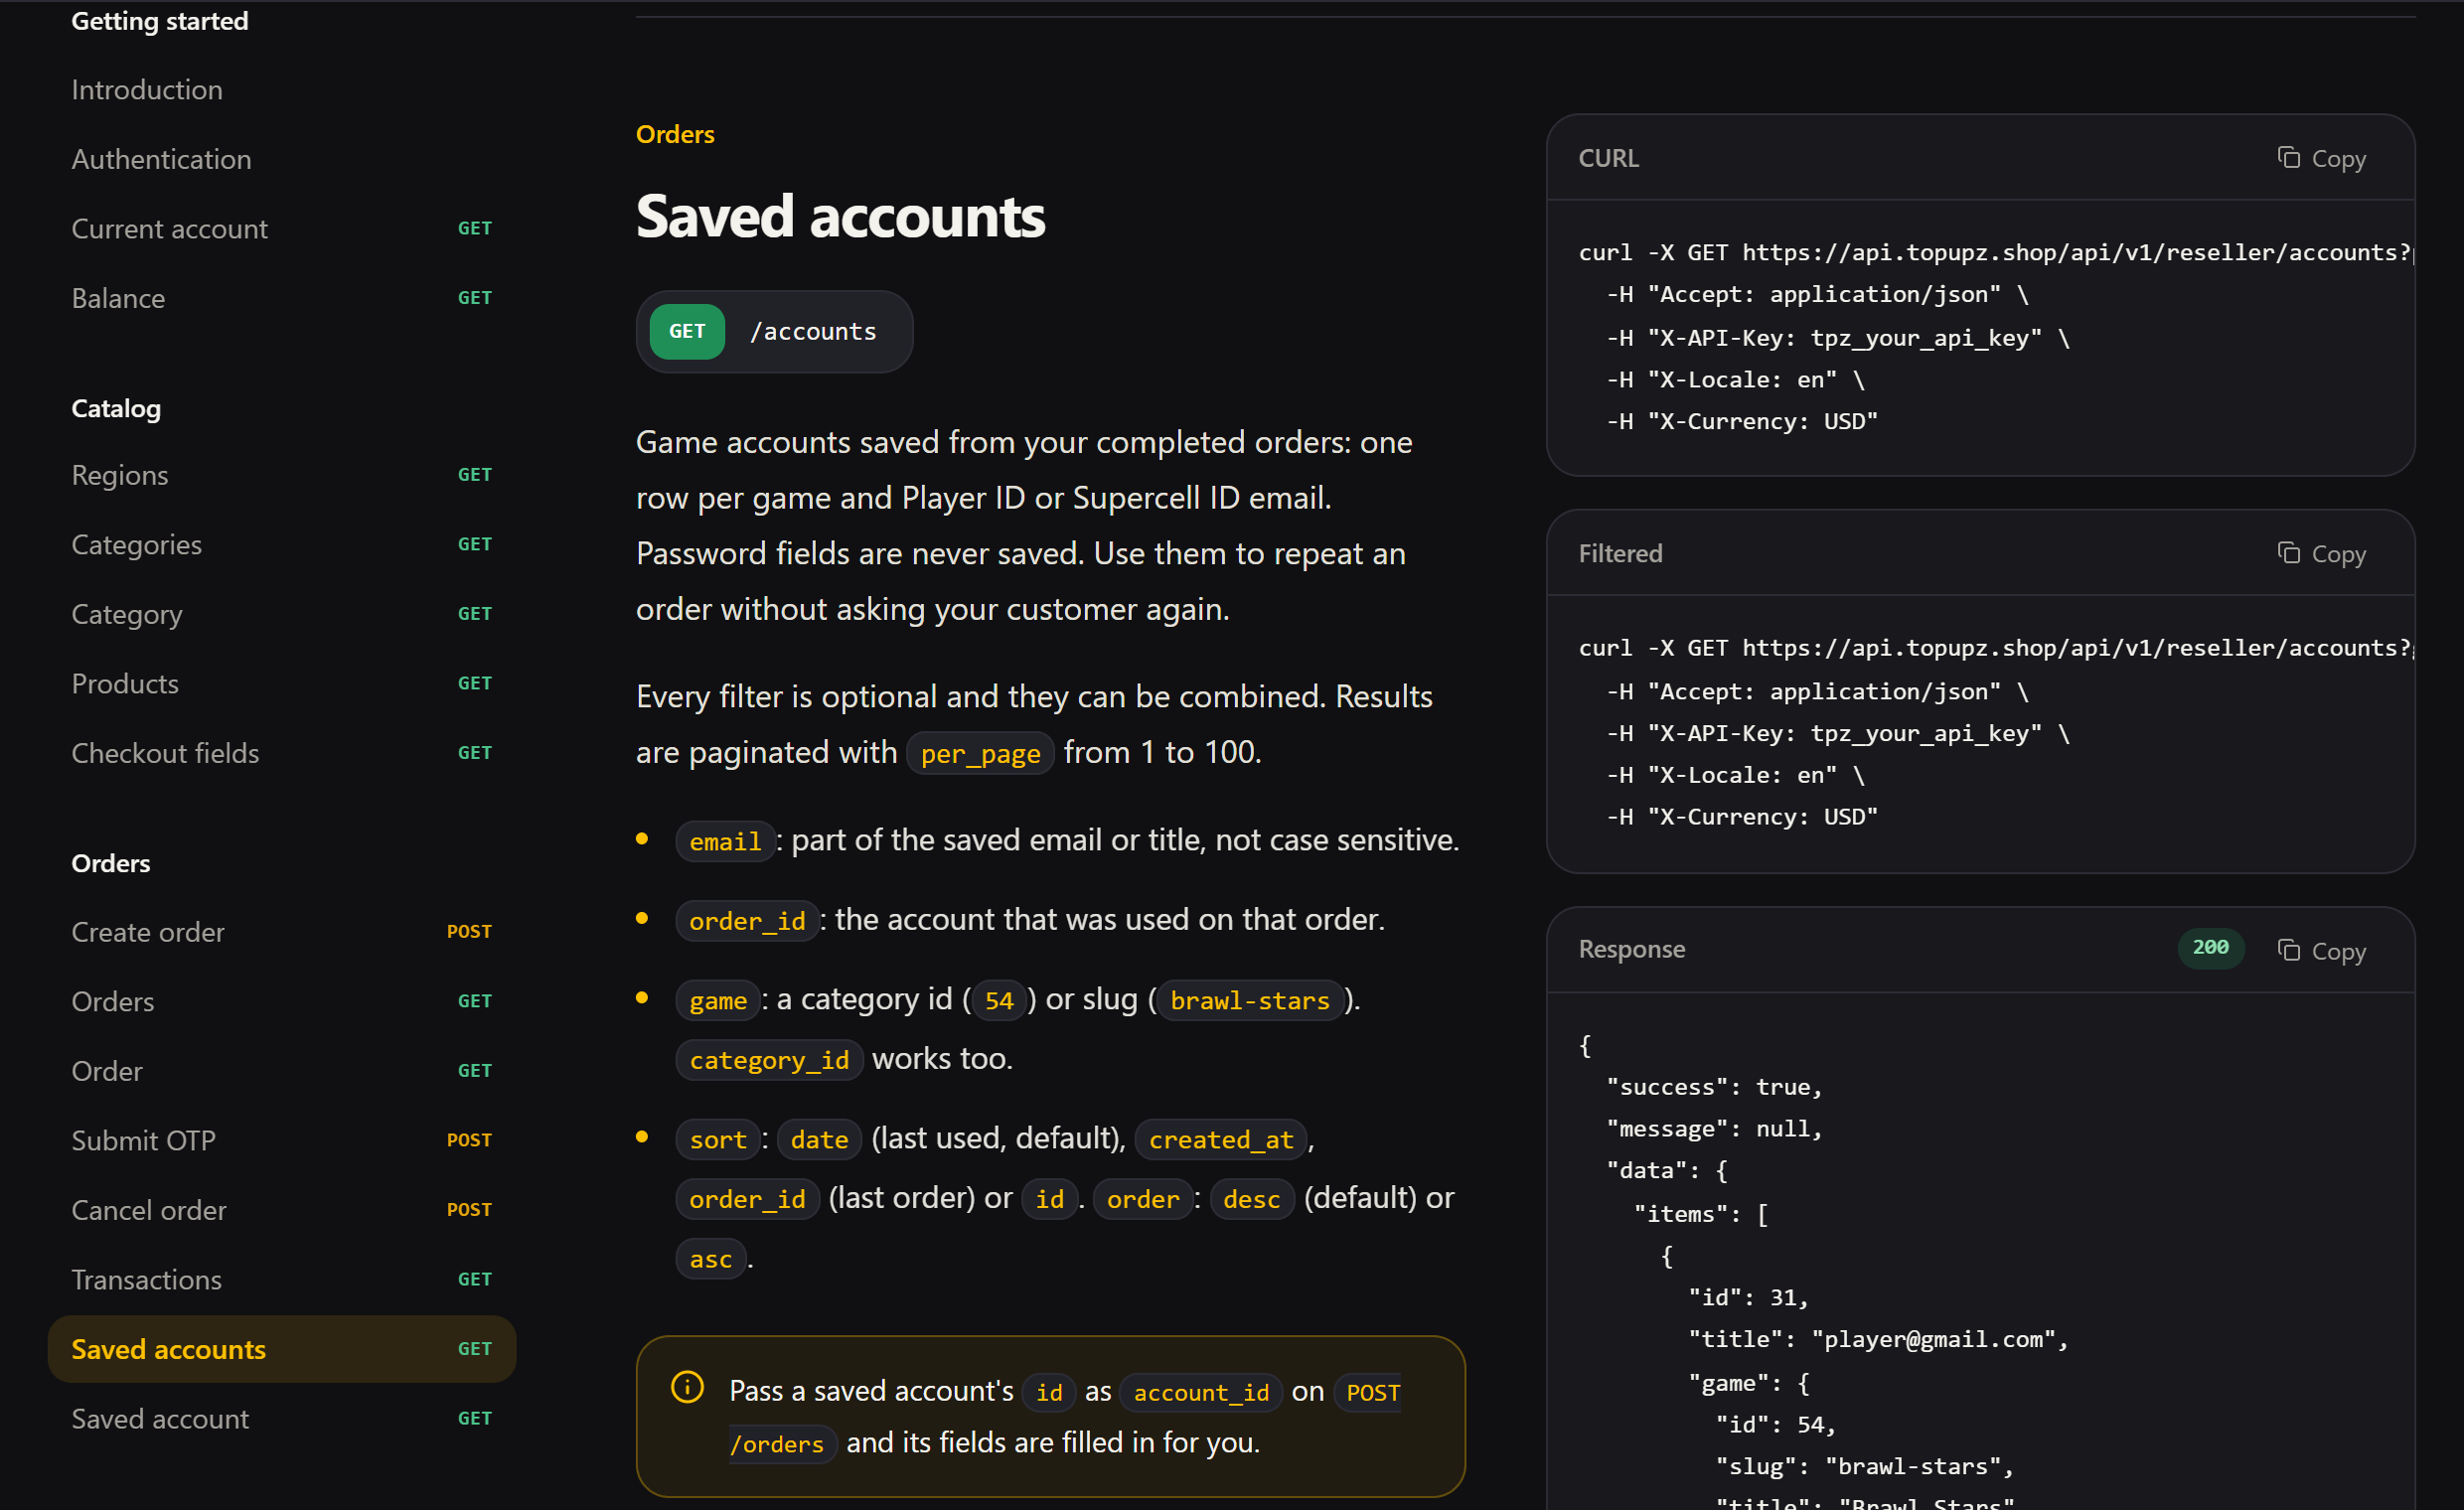 Getting started
Introduction
Authentication
Current account GET
Balance GET
Catalog
Regions GET
Categories GET
Category GET
Products GET
Checkout fields GET
Orders
Create order POST
Orders GET
Order GET
Submit OTP POST
Cancel order POST
Transactions GET
Saved accounts GET
Saved account GET
Orders
Saved accounts
GET /accounts
Game accounts saved from your completed orders: one
row per game and Player ID or Supercell ID email.
Password fields are never saved. Use them to repeat an
order without asking your customer again.
Every filter is optional and they can be combined. Results
are paginated with per_page from 1 to 100.
email: part of the saved email or title, not case sensitive.
order_id: the account that was used on that order.
game: a category id (54) or slug (brawl-stars).
category_id works too.
sort: date (last used, default), created_at,
order_id (last order) or id. order: desc (default) or
asc.
Pass a saved account's id as account_id on POST
/orders and its fields are filled in for you.
CURL Copy
curl -X GET https://api.topupz.shop/api/v1/reseller/accounts?
-H "Accept: application/json" \
-H "X-API-Key: tpz_your_api_key" \
-H "X-Locale: en" \
-H "X-Currency: USD"
Filtered Copy
curl -X GET https://api.topupz.shop/api/v1/reseller/accounts?
-H "Accept: application/json" \
-H "X-API-Key: tpz_your_api_key" \
-H "X-Locale: en" \
-H "X-Currency: USD"
Response 200 Copy
{
"success": true,
"message": null,
"data": {
"items": [
{
"id": 31,
"title": "player@gmail.com",
"game": {
"id": 54,
"slug": "brawl-stars",
"title": "Brawl Stars"